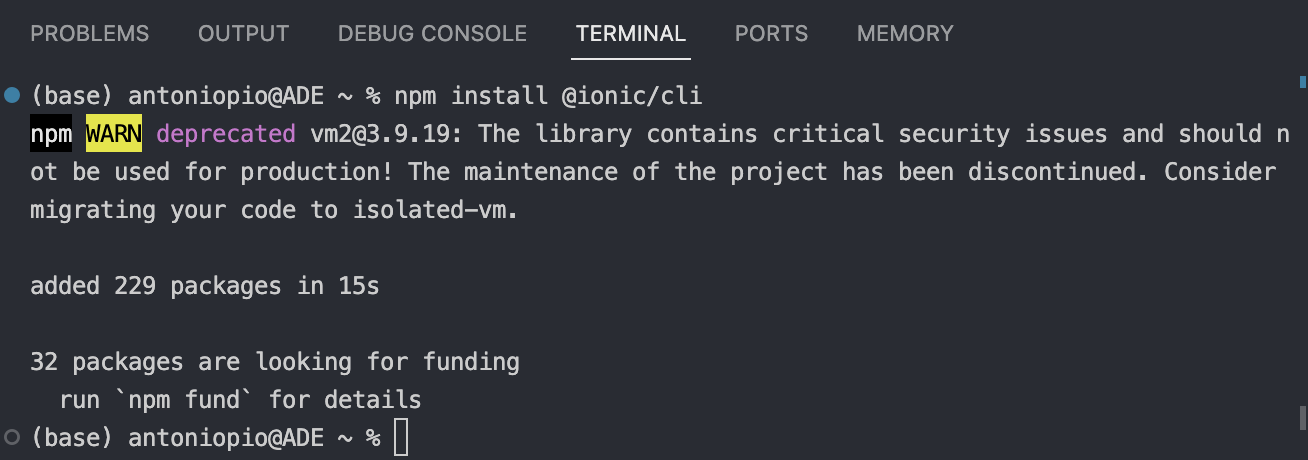 PROBLEMS OUTPUT DEBUG CONSOLE TERMINAL PORTS MEMORY
(base) antoniopio@ADE ~ % npm install @ionic/cli
npm WARN deprecated vm2@3.9.19: The library contains critical security issues and should n
ot be used for production! The maintenance of the project has been discontinued. Consider
migrating your code to isolated-vm.
added 229 packages in 15s
32 packages are looking for funding
  run `npm fund` for details
(base) antoniopio@ADE ~ %